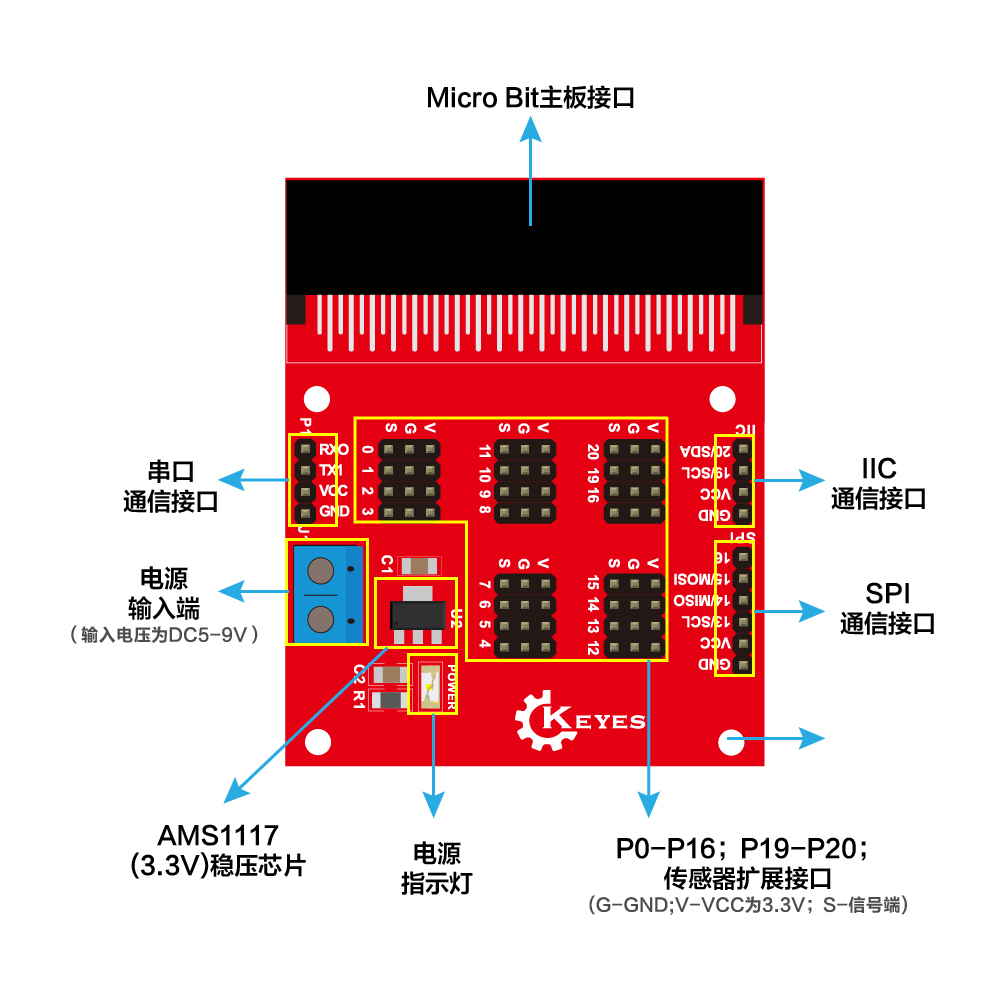 Micro Bit主板接口
P1
RXO
TX1
VCC
GND
S G V
0
1
2
3
S G V
11
10
9
8
S G V
20
19
16
IIC
20/SDA
19/SCL
VCC
GND
串口
通信接口
IIC
通信接口
电源
输入端
(输入电压为DC5-9V)
C1
U2
S G V
7
6
5
4
S G V
15
14
13
12
SPI
16
15/MOSI
14/MISO
13/SCL
VCC
GND
SPI
通信接口
C2
R1
POWER
KEYES
AMS1117
(3.3V)稳压芯片
电源
指示灯
P0-P16；P19-P20；
传感器扩展接口
(G-GND;V-VCC为3.3V；S-信号端)